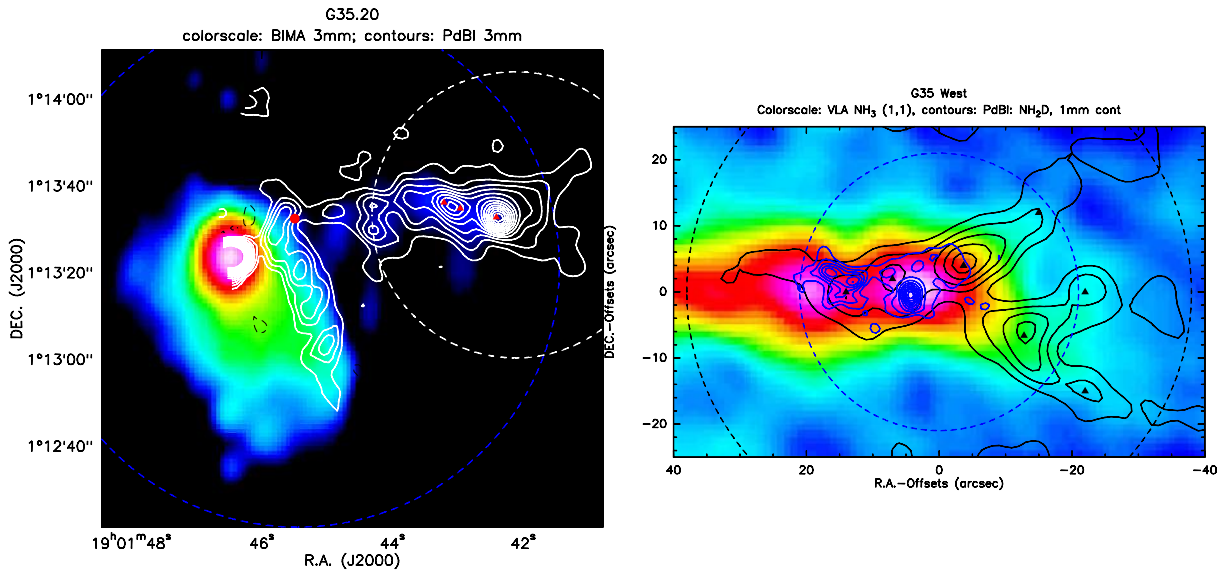 G35.20
colorscale: BIMA 3mm; contours: PdBI 3mm
DEC. (J2000)
1°14'00"
1°13'40"
1°13'20"
1°13'00"
1°12'40"
19h01m48s
46s
44s
42s
R.A. (J2000)
G35 West
Colorscale: VLA NH3 (1,1), contours: PdBI: NH2D, 1mm cont
DEC.-Offsets (arcsec)
20
10
0
-10
-20
40
20
0
-20
-40
R.A.-Offsets (arcsec)